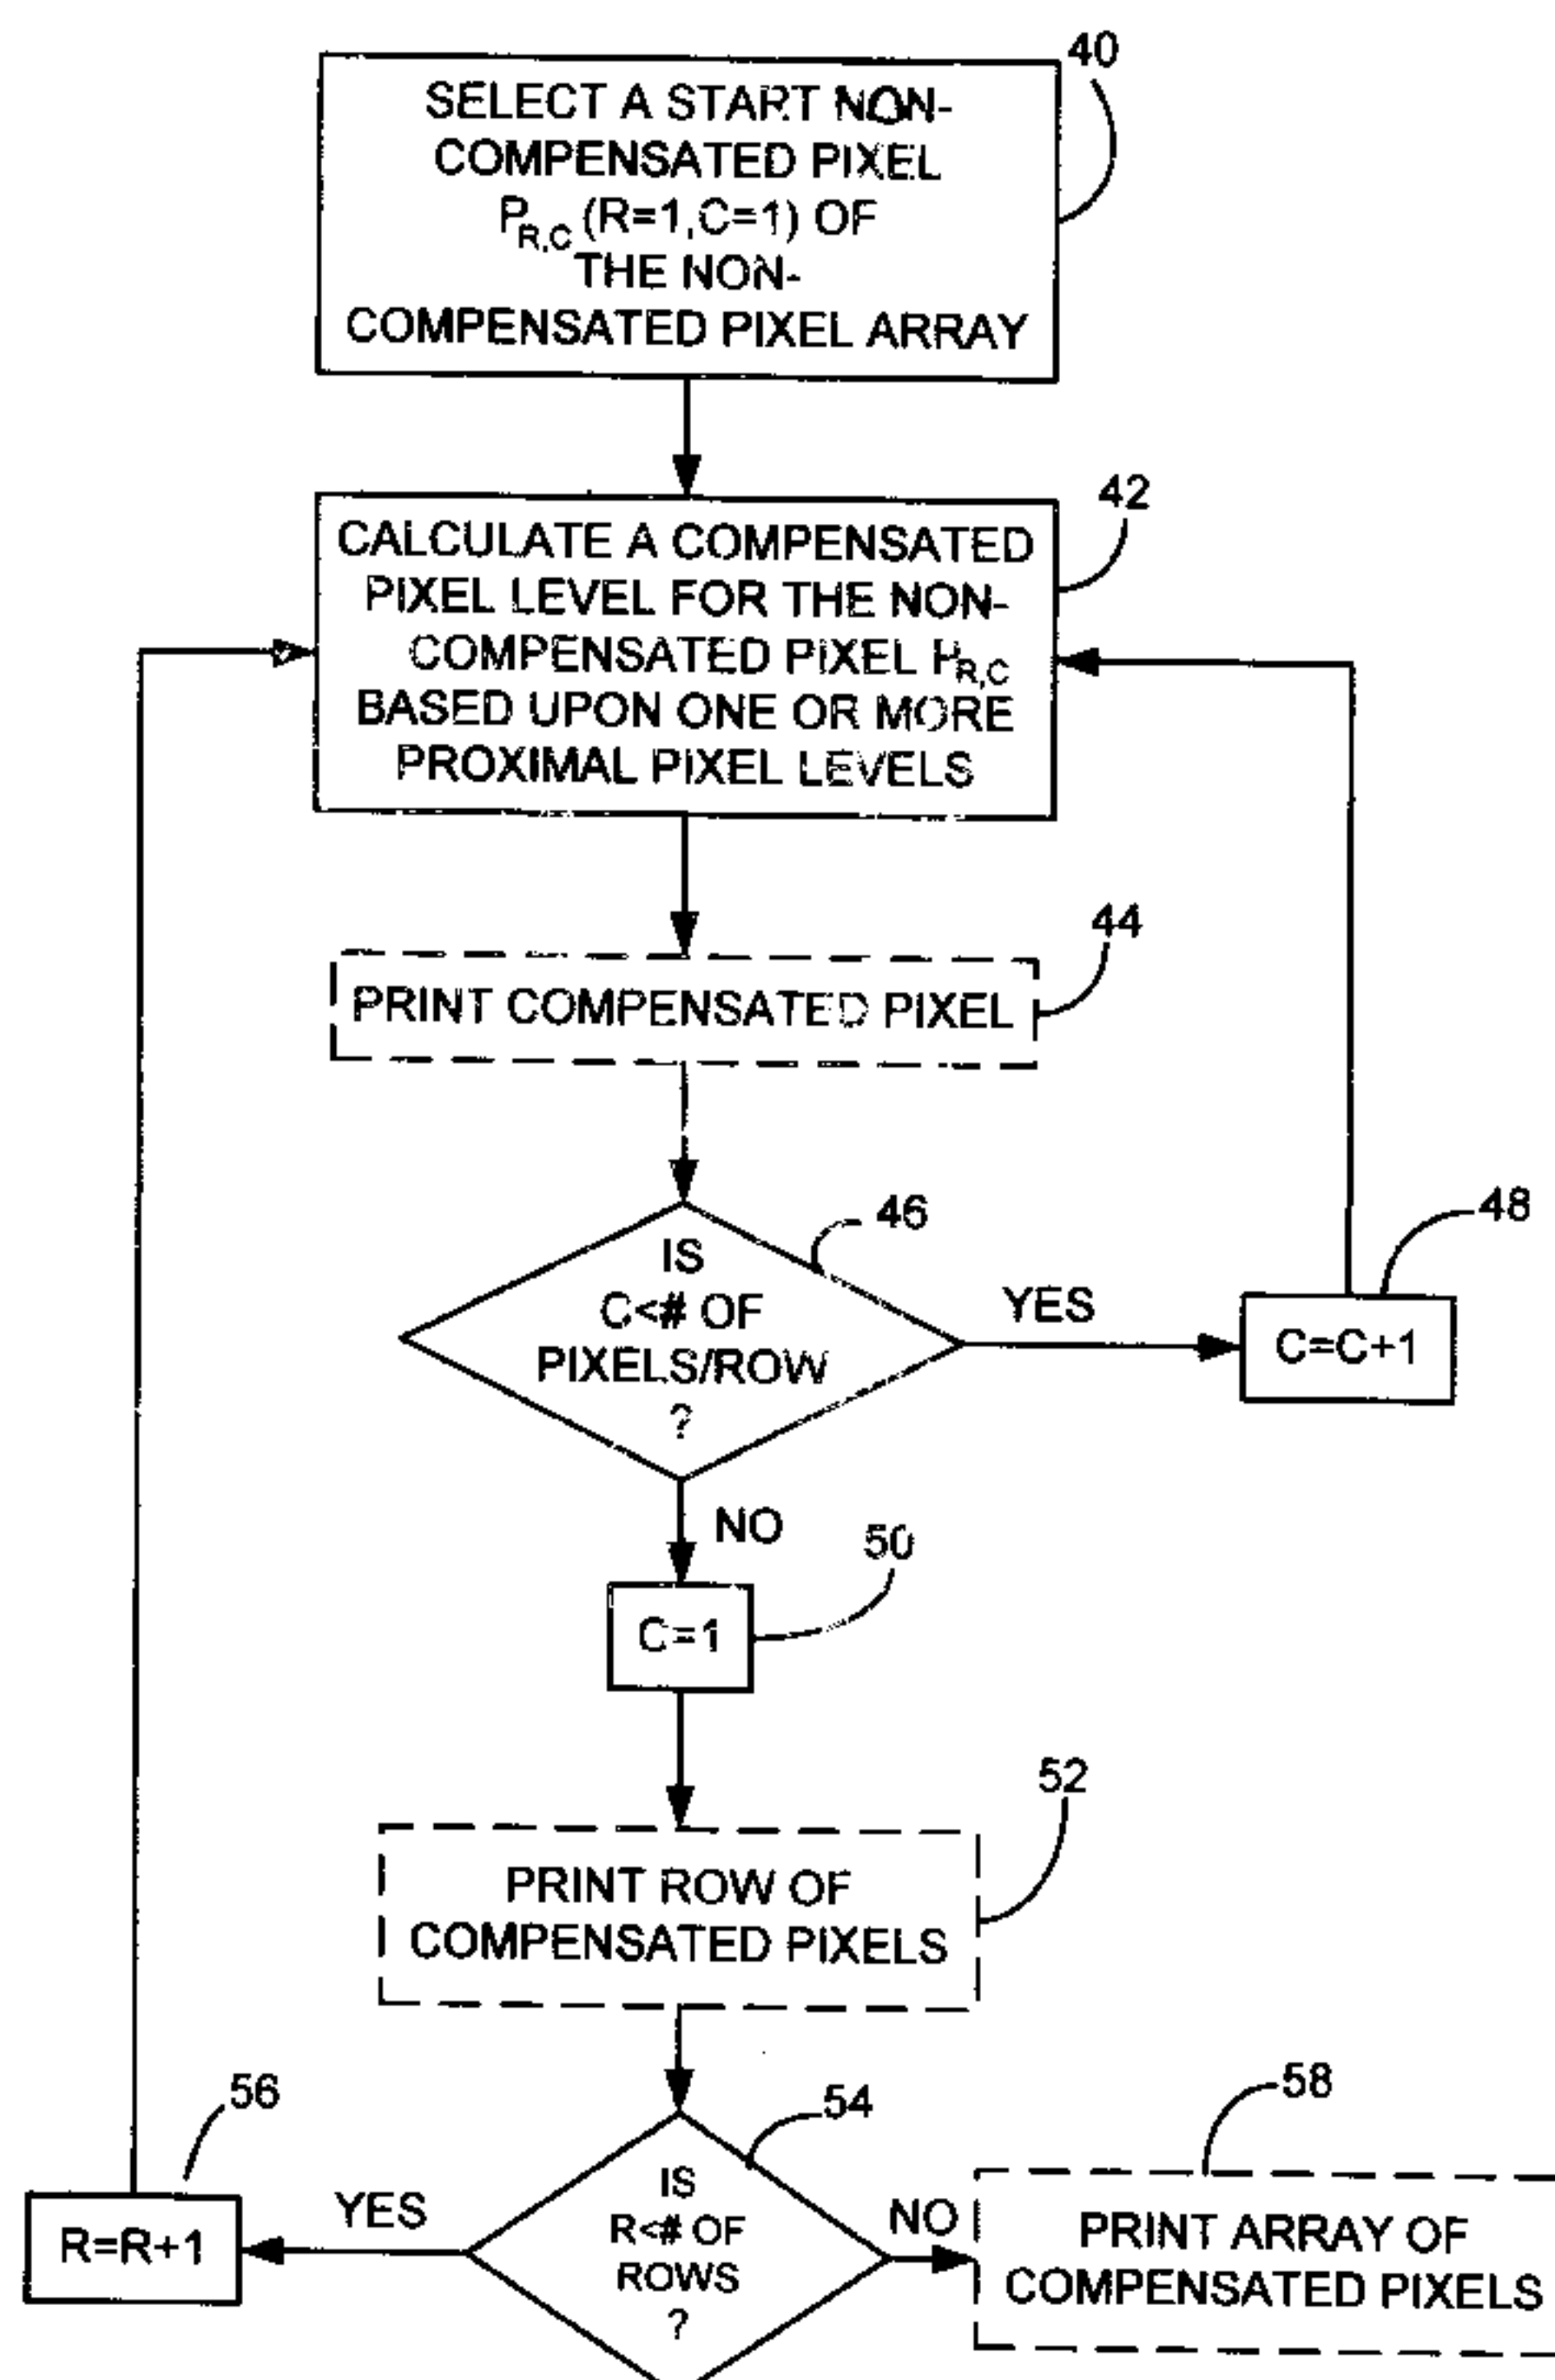 40
SELECT A START NON-
COMPENSATED PIXEL
P R,C (R=1,C=1) OF
THE NON-
COMPENSATED PIXEL ARRAY
42
CALCULATE A COMPENSATED
PIXEL LEVEL FOR THE NON-
COMPENSATED PIXEL P R,C
BASED UPON ONE OR MORE
PROXIMAL PIXEL LEVELS
44
PRINT COMPENSATED PIXEL
46
IS
C<# OF
PIXELS/ROW
?
YES
48
C=C+1
NO
50
C=1
52
PRINT ROW OF
COMPENSATED PIXELS
54
IS
R<# OF
ROWS
?
YES
56
R=R+1
NO
58
PRINT ARRAY OF
COMPENSATED PIXELS